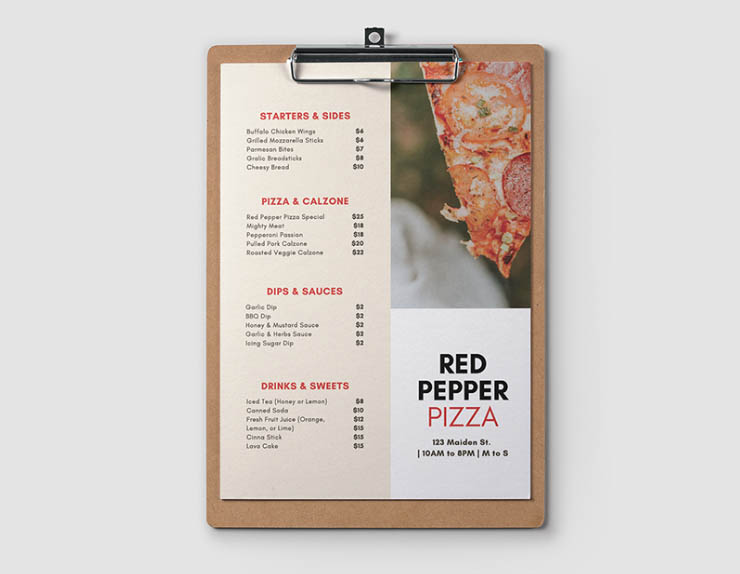 STARTERS & SIDES
Buffalo Chicken Wings $6
Grilled Mozzarella Sticks $6
Parmesan Bites $7
Gralic Breadsticks $8
Cheesy Bread $10
PIZZA & CALZONE
Red Pepper Pizza Special $25
Mighty Meat $18
Pepperoni Passion $18
Pulled Pork Calzone $20
Roasted Veggie Calzone $22
DIPS & SAUCES
Garlic Dip $2
BBQ Dip $2
Honey & Mustard Sauce $2
Garlic & Herbs Sauce $2
Icing Sugar Dip $2
DRINKS & SWEETS
Iced Tea (Honey or Lemon) $8
Canned Soda $10
Fresh Fruit Juice (Orange, $12
Lemon, or Lime) $15
Cinna Stick $15
Lava Cake $15
RED
PEPPER
PIZZA
123 Maiden St.
| 10AM to 8PM | M to S